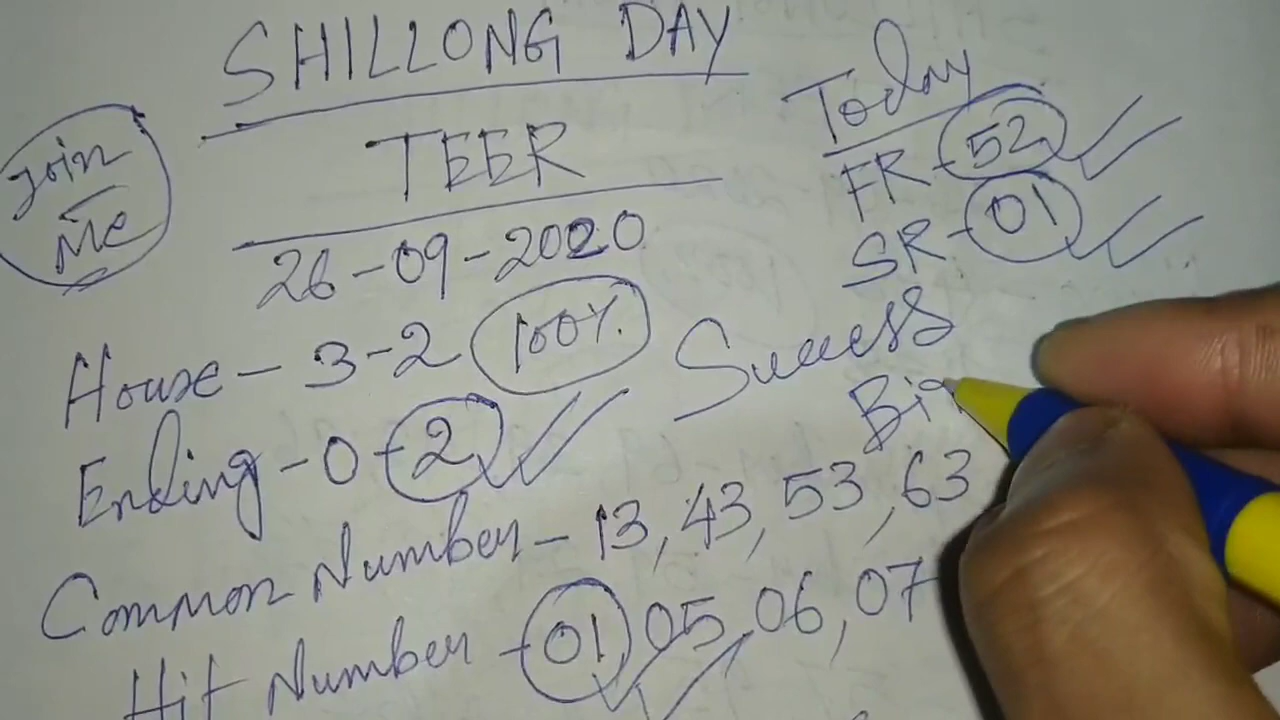 SHILLONG DAY
TEER
26-09-2020
Join
Me
Today
FR - 52
SR - 01
House - 3-2 100%
Success
Ending - 0 - 2
Big
Common Number - 13, 43, 53, 63
Hit Number - 01, 05, 06, 07